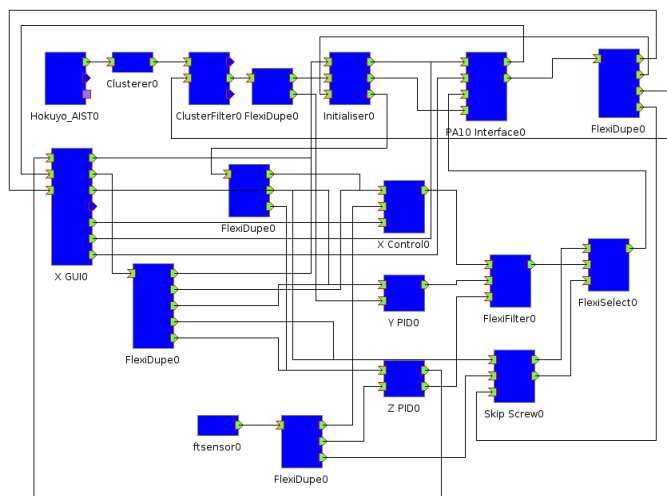 Hokuyo_AIST0
Clusterer0
ClusterFilter0
FlexiDupe0
Initialiser0
PA10 Interface0
FlexiDupe0
X GUI0
FlexiDupe0
X Control0
FlexiDupe0
Y PID0
FlexiFilter0
FlexiSelect0
Z PID0
Skip Screw0
ftsensor0
FlexiDupe0